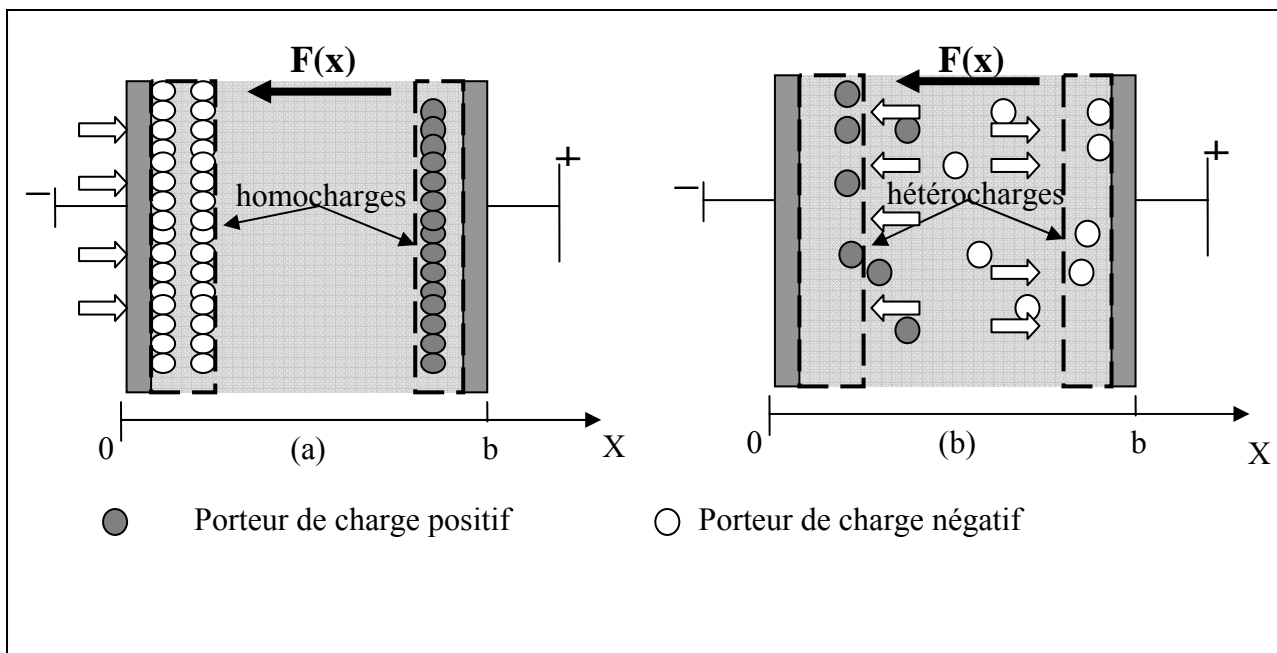 F(x)
F(x)
–
homocharges
+
–
hétérocharges
+
0
(a)
b
X
0
(b)
b
X
Porteur de charge positif
Porteur de charge négatif